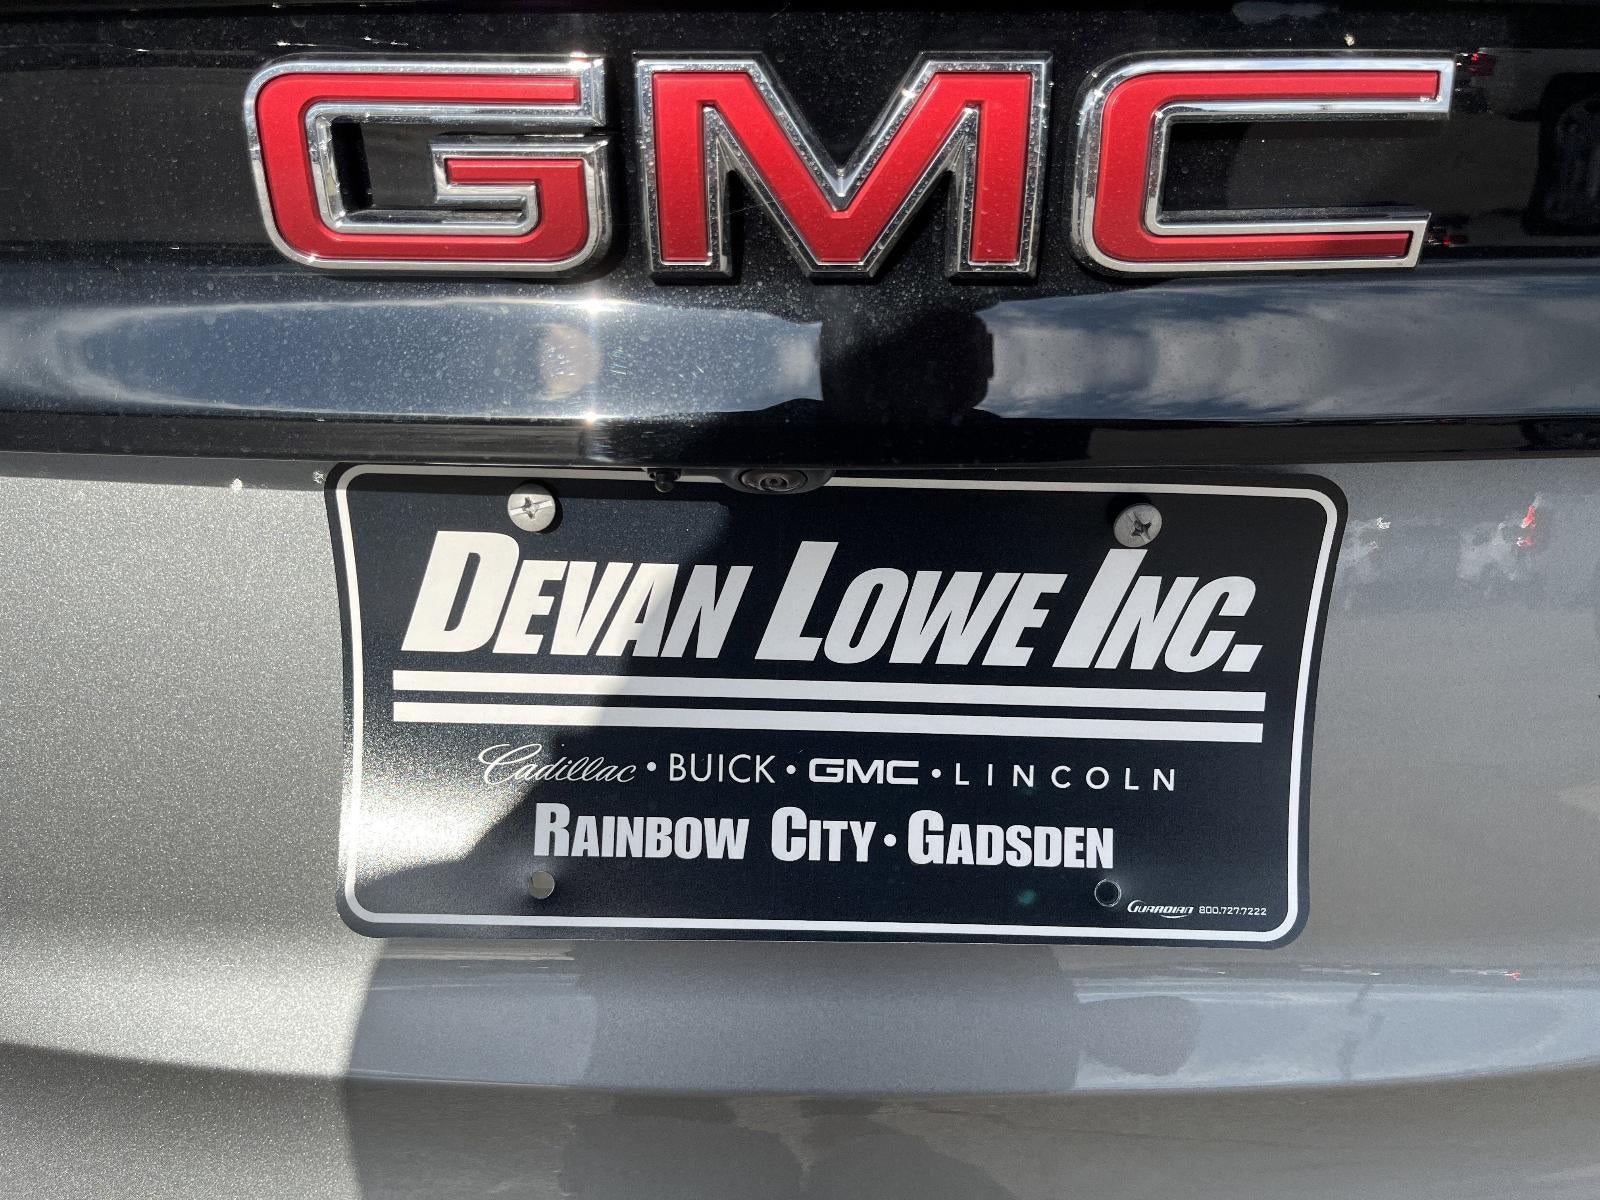 GMC
DEVAN LOWE INC.
Cadillac • BUICK • GMC • LINCOLN
RAINBOW CITY • GADSDEN
GUARDIAN 800.727.7222